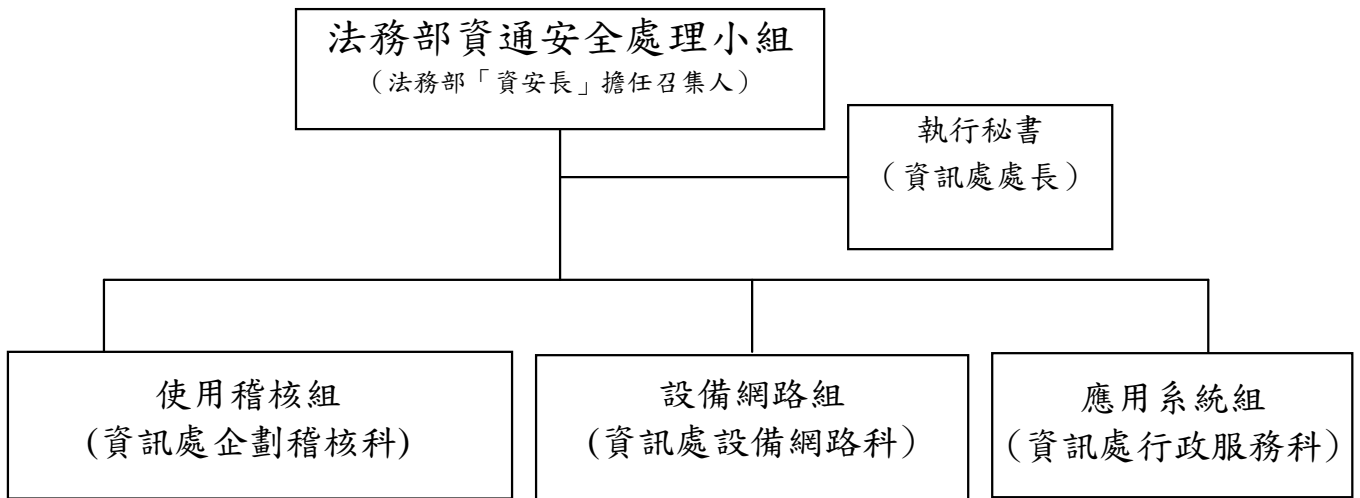 法務部資通安全處理小組
（法務部「資安長」擔任召集人）
執行秘書
（資訊處處長）
使用稽核組
(資訊處企劃稽核科)
設備網路組
(資訊處設備網路科）
應用系統組
（資訊处行政服務科）